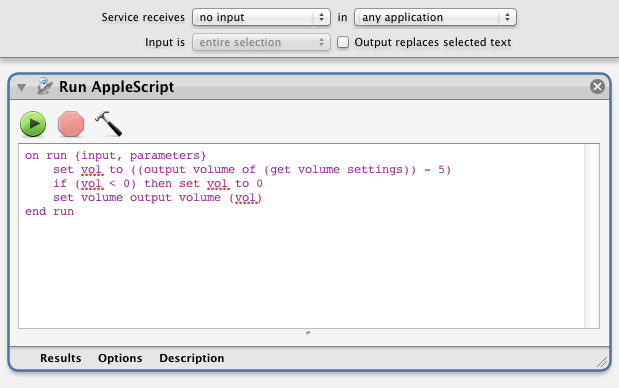 Service receives no input in any application
Input is entire selection Output replaces selected text
Run AppleScript
on run {input, parameters}
    set vol to ((output volume of (get volume settings)) - 5)
    if (vol < 0) then set vol to 0
    set volume output volume (vol)
end run
Results Options Description